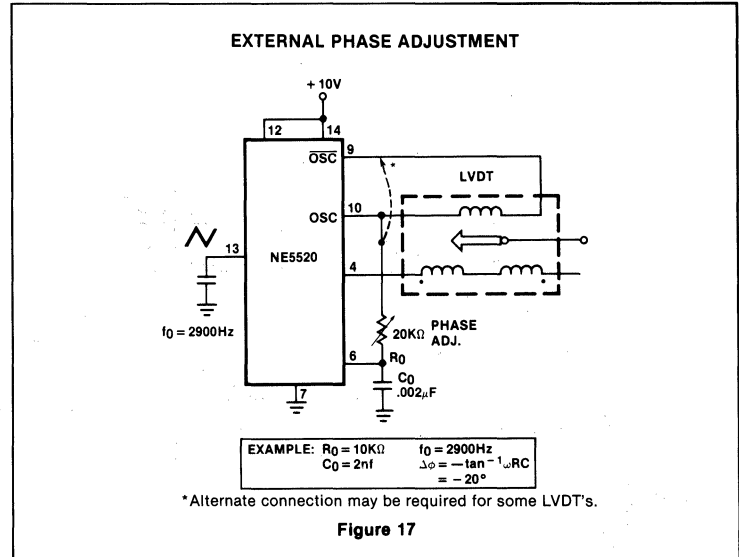 EXTERNAL PHASE ADJUSTMENT
+ 10V
12
14
OSC
9
*
LVDT
10
OSC
13
NE5520
4
f₀ = 2900Hz
20KΩ PHASE
ADJ.
6
R₀
C₀
.002μF
7
EXAMPLE: R₀ = 10KΩ f₀ = 2900Hz
C₀ = 2nf Δϕ = —tan⁻¹ωRC
= – 20°
*Alternate connection may be required for some LVDT's.
Figure 17